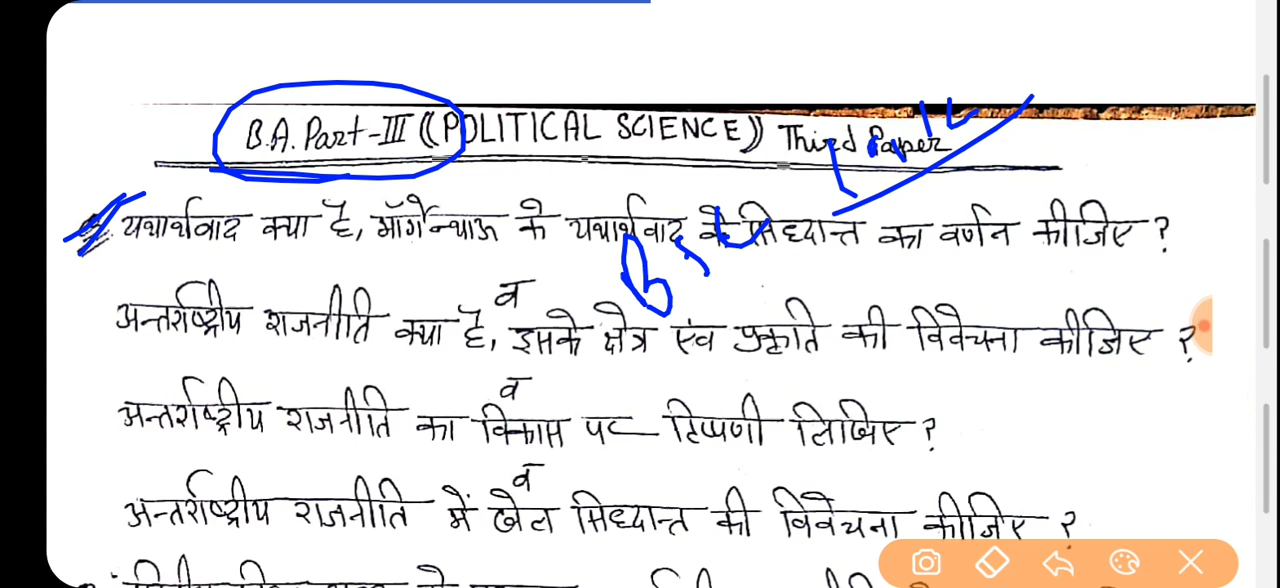 B.A. Part-III ((POLITICAL SCIENCE)) Third Paper
यथार्थवाद क्या है, मॉर्गेन्थाऊ के यथार्थवाद के सिध्दान्त का वर्णन कीजिए ?
व
अन्तर्राष्ट्रीय राजनीति क्या है, इसके क्षेत्र एंव प्रकृति की विवेचना कीजिए ?
व
अन्तर्राष्ट्रीय राजनीति का विकास पर टिप्पणी लिखिए ?
व
अन्तर्राष्ट्रीय राजनीति में खेल सिध्दान्त की विवेचना कीजिए ?